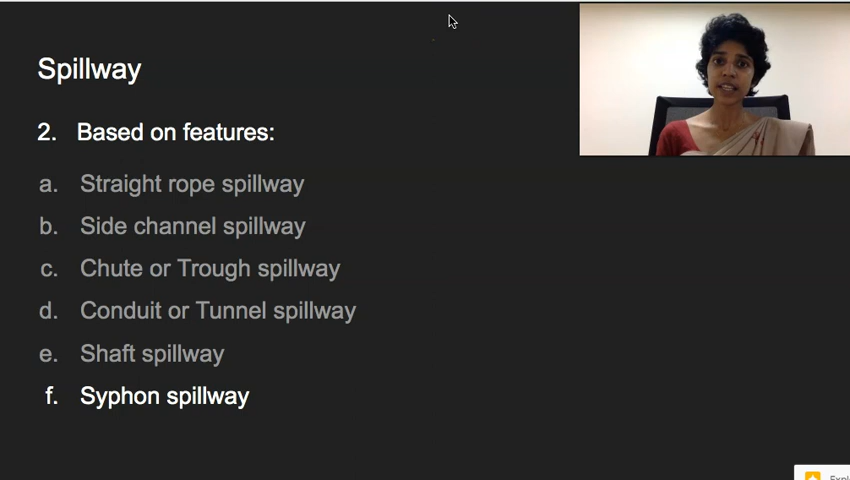 Spillway
2. Based on features:
a. Straight rope spillway
b. Side channel spillway
c. Chute or Trough spillway
d. Conduit or Tunnel spillway
e. Shaft spillway
f. Syphon spillway